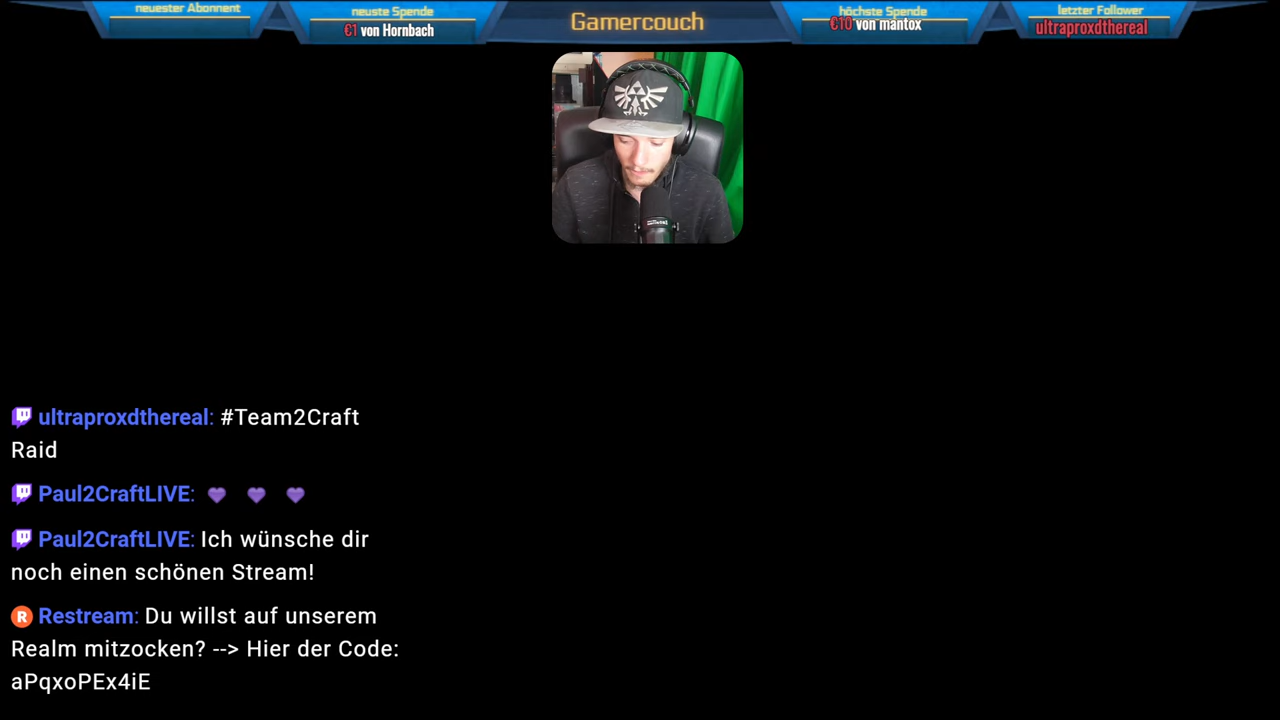 neuester Abonnent
neuste Spende
€1 von Hornbach
Gamercouch
höchste Spende
€10 von mantox
letzter Follower
ultraproxdthereal
ultraproxdthereal: #Team2Craft
Raid
Paul2CraftLIVE: 💜 💜 💜
Paul2CraftLIVE: Ich wünsche dir
noch einen schönen Stream!
Restream: Du willst auf unserem
Realm mitzocken? --> Hier der Code:
aPqxoPEx4iE